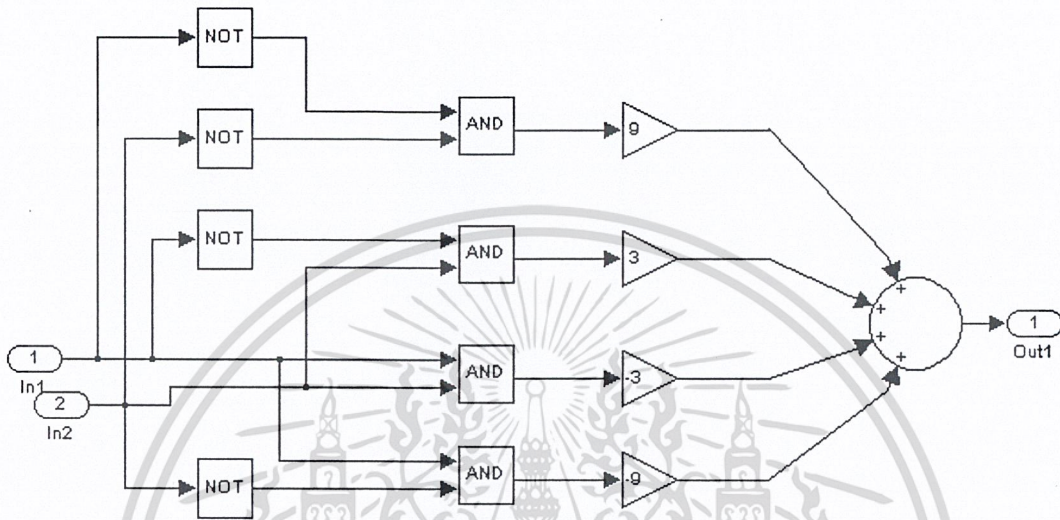 NOT
NOT
AND
9
NOT
AND
3
+
+
1
In1
AND
-3
+
+
1
Out1
2
In2
NOT
AND
-9